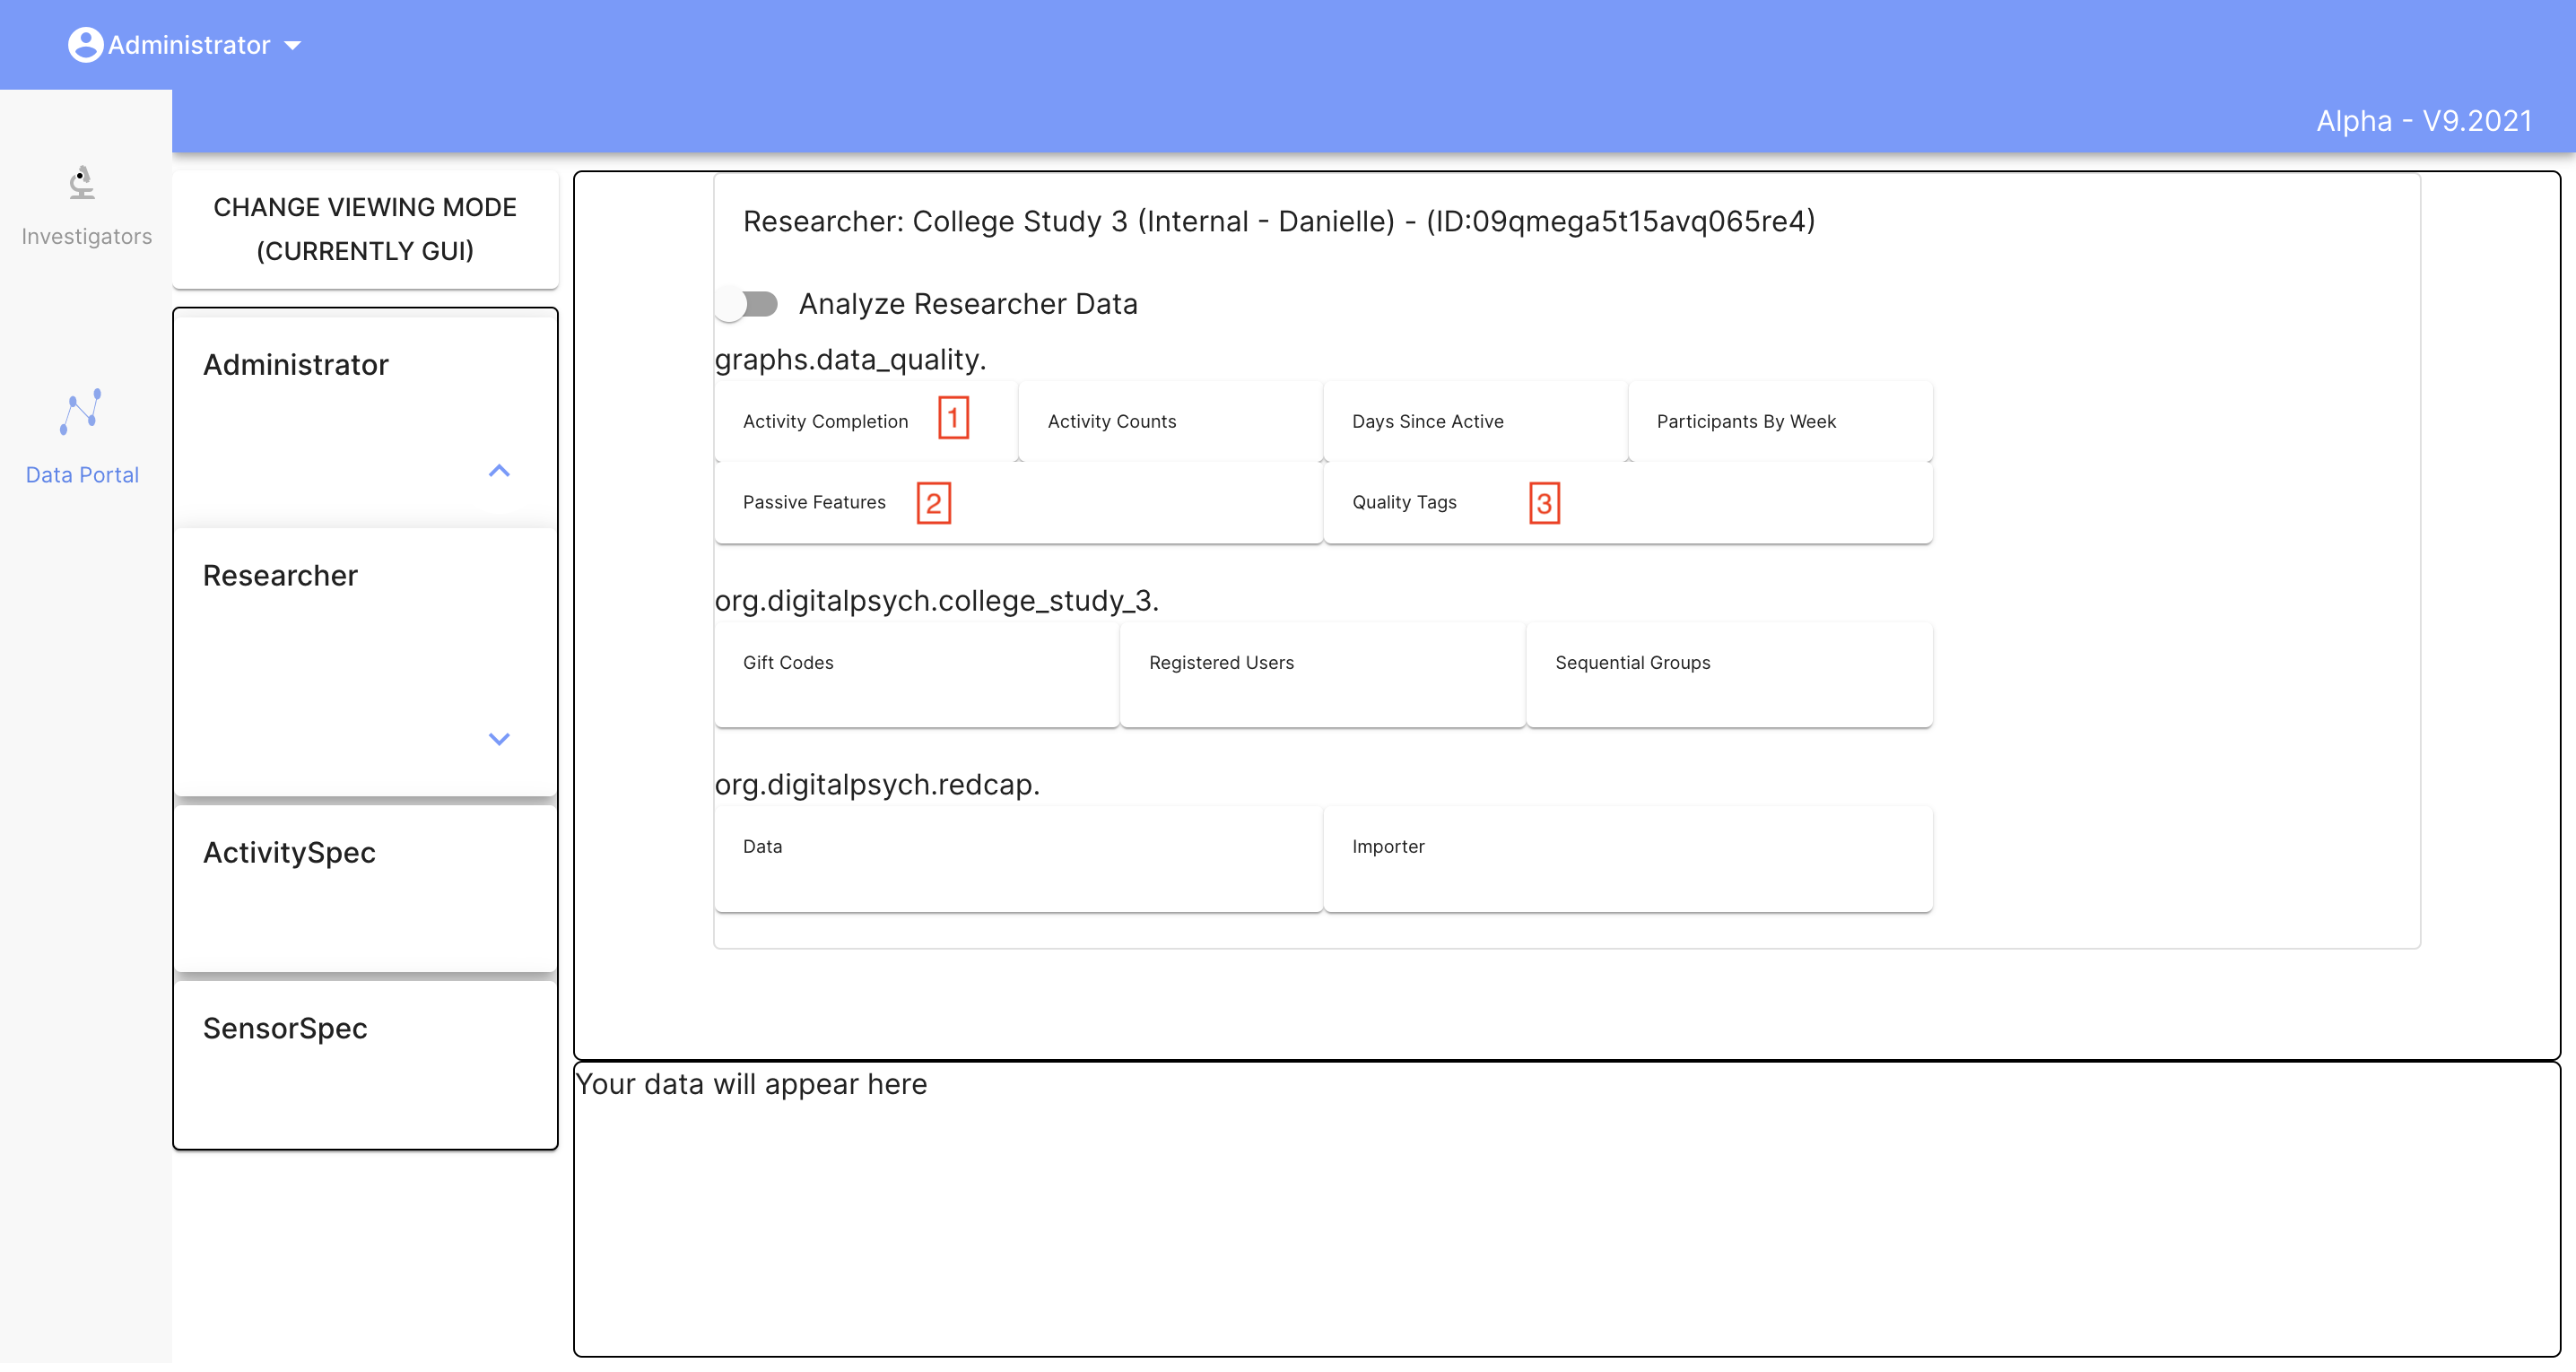 Administrator
Alpha - V9.2021
Investigators
Data Portal
CHANGE VIEWING MODE
(CURRENTLY GUI)
Administrator
Researcher
ActivitySpec
SensorSpec
Researcher: College Study 3 (Internal - Danielle) - (ID:09qmega5t15avq065re4)
Analyze Researcher Data
graphs.data_quality.
Activity Completion 1 Activity Counts Days Since Active Participants By Week
Passive Features 2 Quality Tags 3
org.digitalpsych.college_study_3.
Gift Codes Registered Users Sequential Groups
org.digitalpsych.redcap.
Data Importer
Your data will appear here